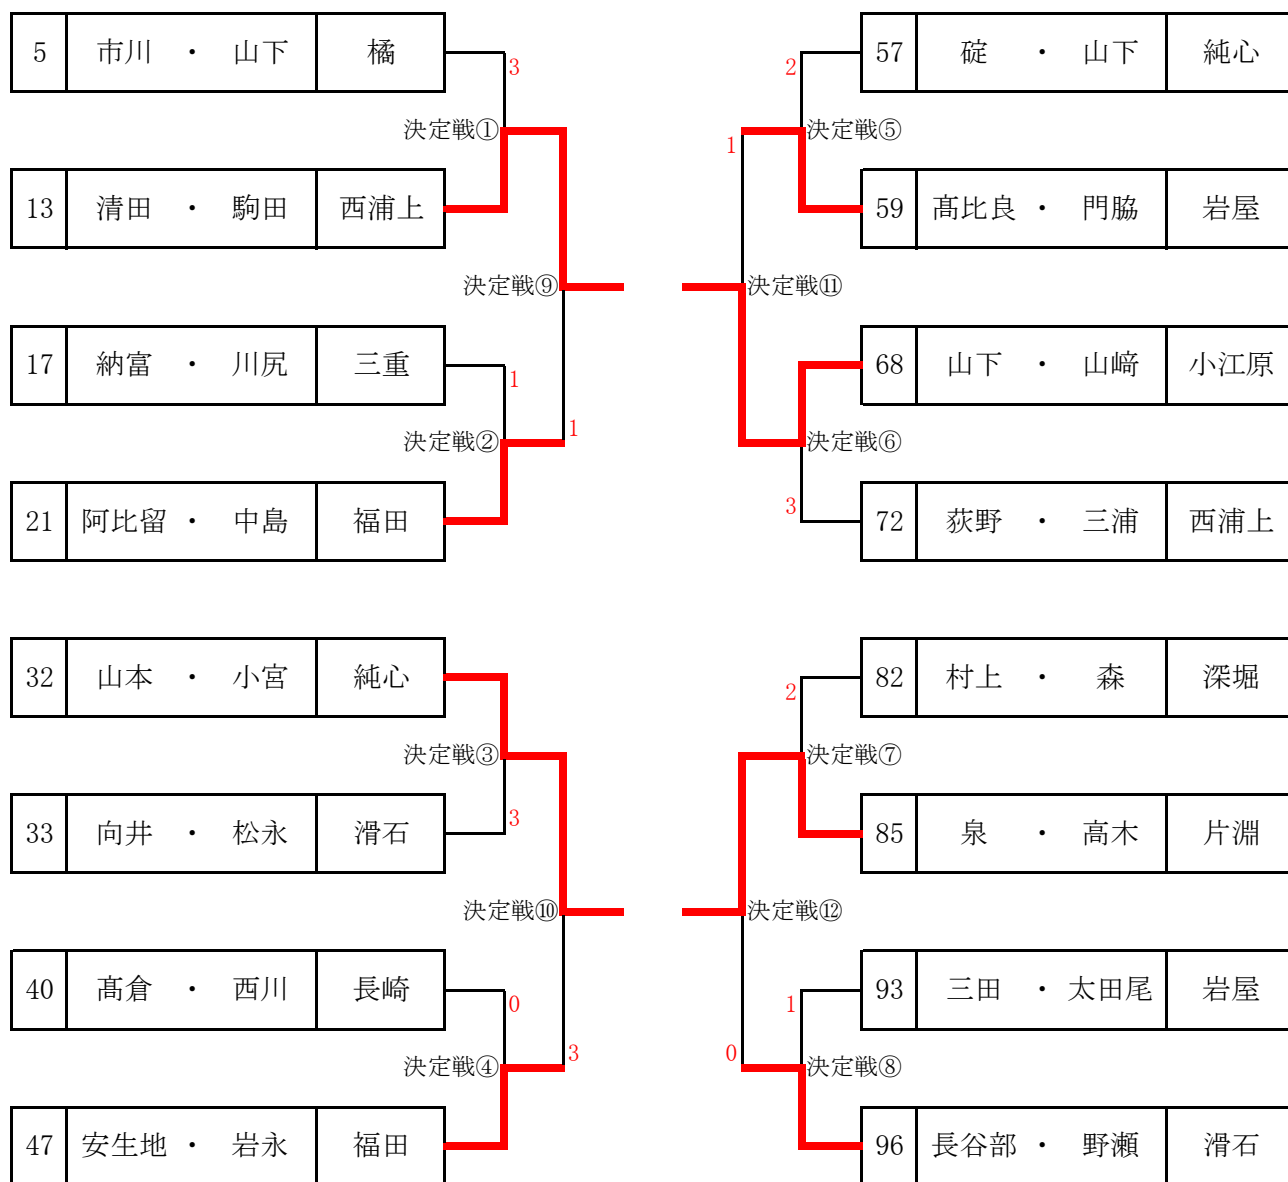 5 市川 ・ 山下 橘
3
決定戦①
13 清田 ・ 駒田 西浦上
決定戦⑨
17 納富 ・ 川尻 三重
1
決定戦②
1
21 阿比留 ・ 中島 福田
32 山本 ・ 小宮 純心
決定戦③
33 向井 ・ 松永 滑石
3
決定戦⑩
40 髙倉 ・ 西川 長崎
0
決定戦④
3
47 安生地 ・ 岩永 福田
57 碇 ・ 山下 純心
2
決定戦⑤
1
59 髙比良 ・ 門脇 岩屋
決定戦⑪
68 山下 ・ 山﨑 小江原
決定戦⑥
3
72 荻野 ・ 三浦 西浦上
82 村上 ・ 森 深堀
2
決定戦⑦
85 泉 ・ 高木 片淵
決定戦⑫
93 三田 ・ 太田尾 岩屋
1
決定戦⑧
0
96 長谷部 ・ 野瀬 滑石